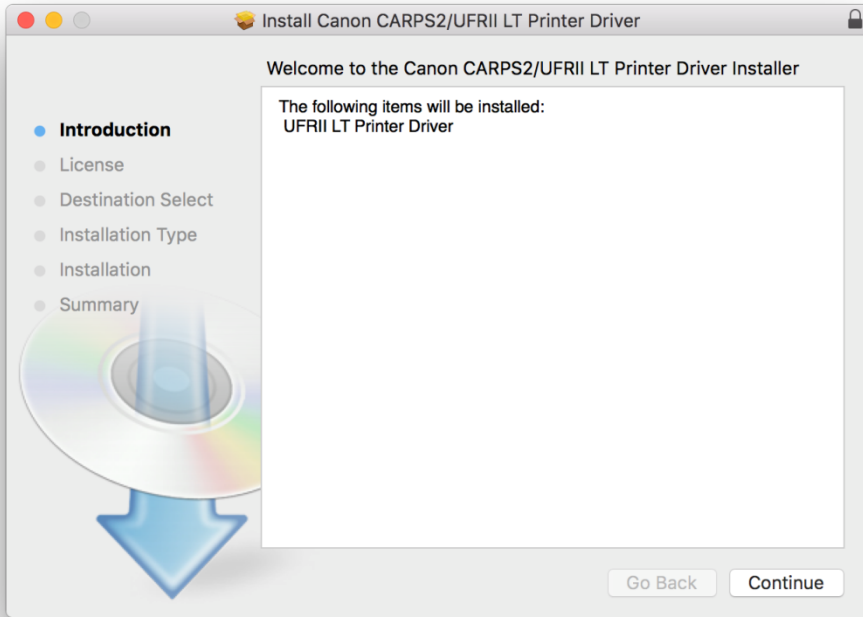 Install Canon CARPS2/UFRII LT Printer Driver
Welcome to the Canon CARPS2/UFRII LT Printer Driver Installer
Introduction
License
Destination Select
Installation Type
Installation
Summary
The following items will be installed:
UFRII LT Printer Driver
Go Back
Continue